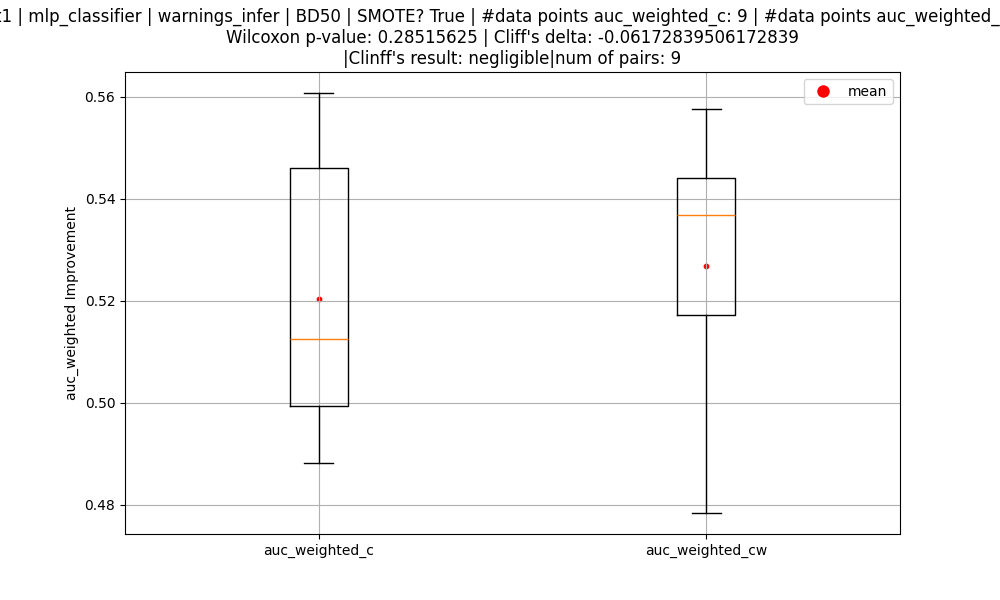 | mlp_classifier | warnings_infer | BD50 | SMOTE? True | #data points auc_weighted_c: 9 | #data points auc_weighted_
Wilcoxon p-value: 0.28515625 | Cliff's delta: -0.06172839506172839
|Clinff's result: negligible|num of pairs: 9
mean
0.56
0.54
0.52
0.50
0.48
auc_weighted Improvement
auc_weighted_c
auc_weighted_cw